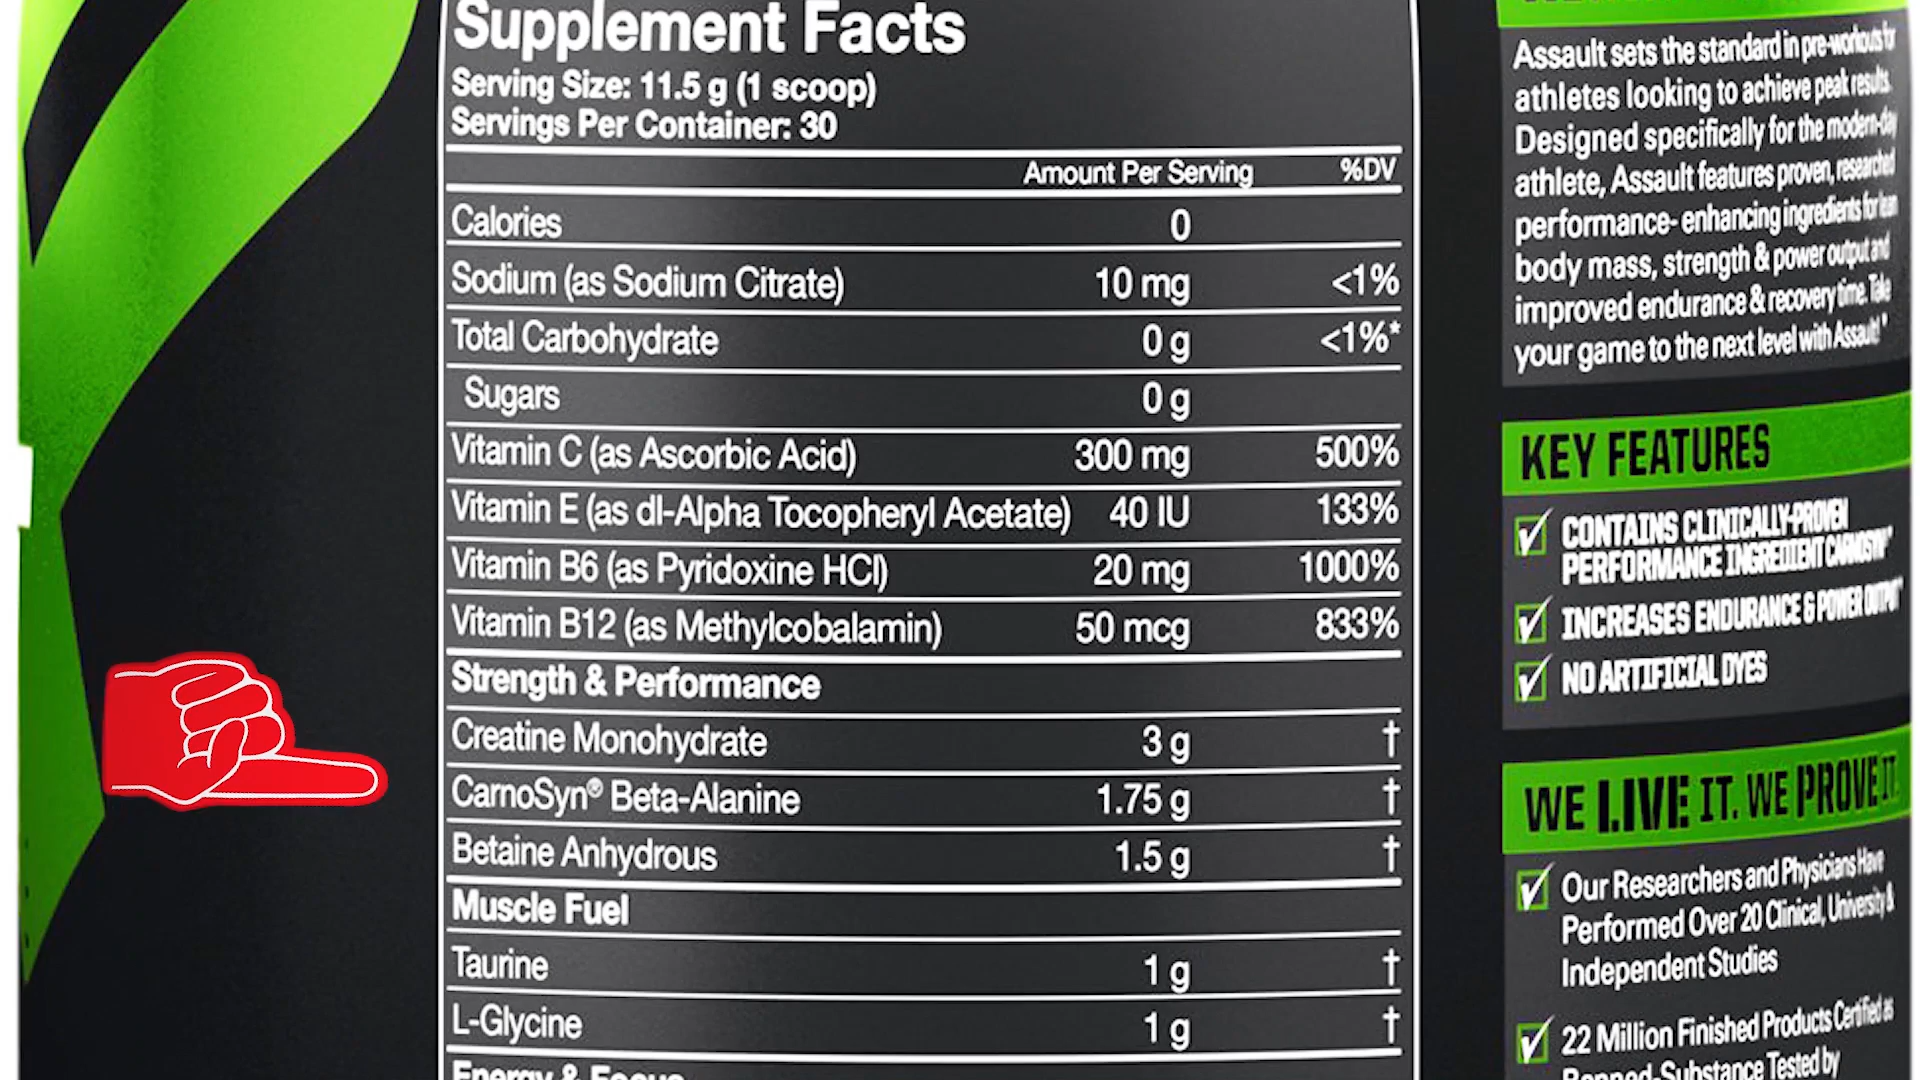 Supplement Facts
Serving Size: 11.5 g (1 scoop)
Servings Per Container: 30
Amount Per Serving %DV
Calories 0
Sodium (as Sodium Citrate) 10 mg <1%
Total Carbohydrate 0 g <1%*
Sugars 0 g
Vitamin C (as Ascorbic Acid) 300 mg 500%
Vitamin E (as dl-Alpha Tocopheryl Acetate) 40 IU 133%
Vitamin B6 (as Pyridoxine HCl) 20 mg 1000%
Vitamin B12 (as Methylcobalamin) 50 mcg 833%
Strength & Performance
Creatine Monohydrate 3 g †
CarnoSyn® Beta-Alanine 1.75 g †
Betaine Anhydrous 1.5 g †
Muscle Fuel
Taurine 1 g †
L-Glycine 1 g †
Energy & Focus
Assault sets the standard in pre-workouts for
athletes looking to achieve peak results.
Designed specifically for the modern-day
athlete, Assault features proven, researched
performance- enhancing ingredients for lean
body mass, strength & power output and
improved endurance & recovery time. Take
your game to the next level with Assault!*
KEY FEATURES
CONTAINS CLINICALLY-PROVEN
PERFORMANCE INGREDIENT CARNOSYN®*
INCREASES ENDURANCE & POWER OUTPUT*
NO ARTIFICIAL DYES
WE LIVE IT. WE PROVE IT.
Our Researchers and Physicians Have
Performed Over 20 Clinical, University &
Independent Studies
22 Million Finished Products Certified as
Banned-Substance Tested by